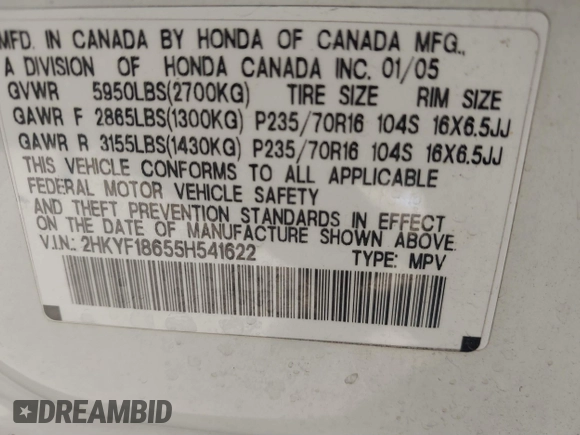 MFD. IN CANADA BY HONDA OF CANADA MFG.,
A DIVISION OF HONDA CANADA INC. 01/05
GVWR 5950LBS(2700KG) TIRE SIZE RIM SIZE
GAWR F 2865LBS(1300KG) P235/70R16 104S 16X6.5JJ
GAWR R 3155LBS(1430KG) P235/70R16 104S 16X6.5JJ
THIS VEHICLE CONFORMS TO ALL APPLICABLE
FEDERAL MOTOR VEHICLE SAFETY
AND THEFT PREVENTION STANDARDS IN EFFECT
ON THE DATE OF MANUFACTURE SHOWN ABOVE.
V.I.N.: 2HKYF18655H541622 TYPE: MPV
DREAMBID